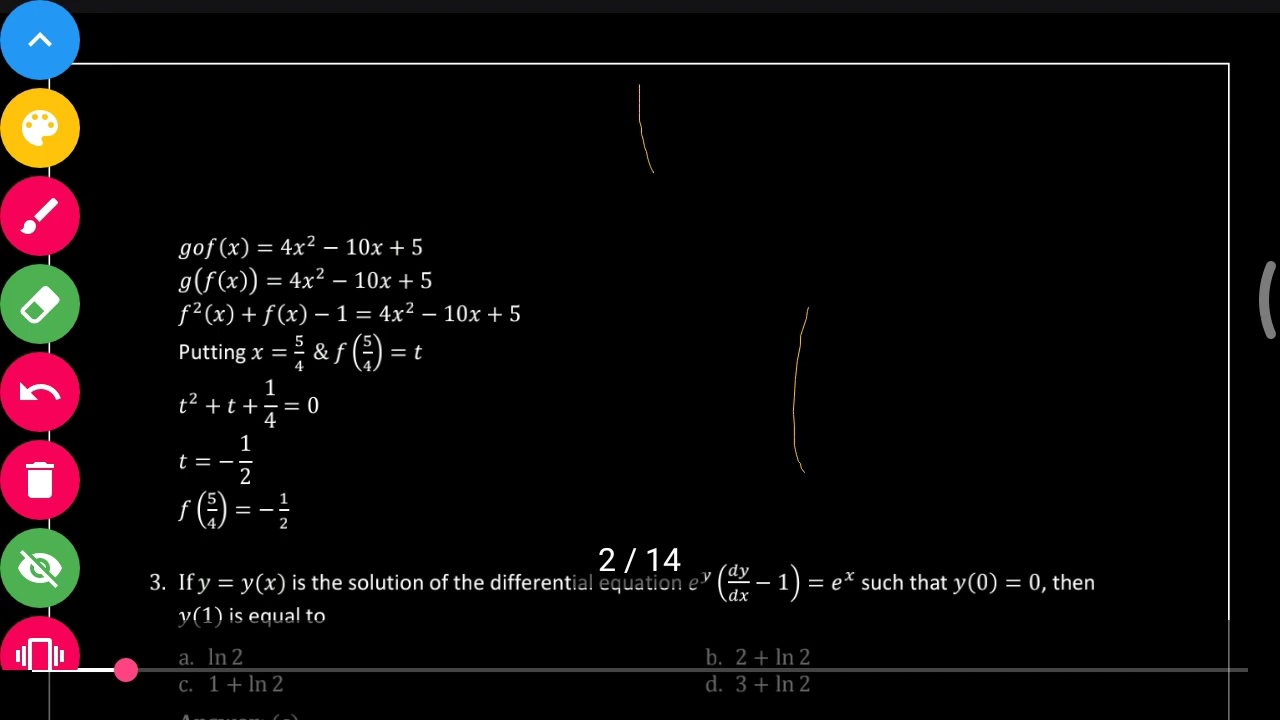 gof(x) = 4x² − 10x + 5
g(f(x)) = 4x² − 10x + 5
f²(x) + f(x) − 1 = 4x² − 10x + 5
Putting x = 5/4 & f(5/4) = t
t² + t + 1/4 = 0
t = −1/2
f(5/4) = −1/2
2 / 14
3. If y = y(x) is the solution of the differential equation e^y (dy/dx − 1) = e^x such that y(0) = 0, then
y(1) is equal to
a. ln 2
b. 2 + ln 2
c. 1 + ln 2
d. 3 + ln 2